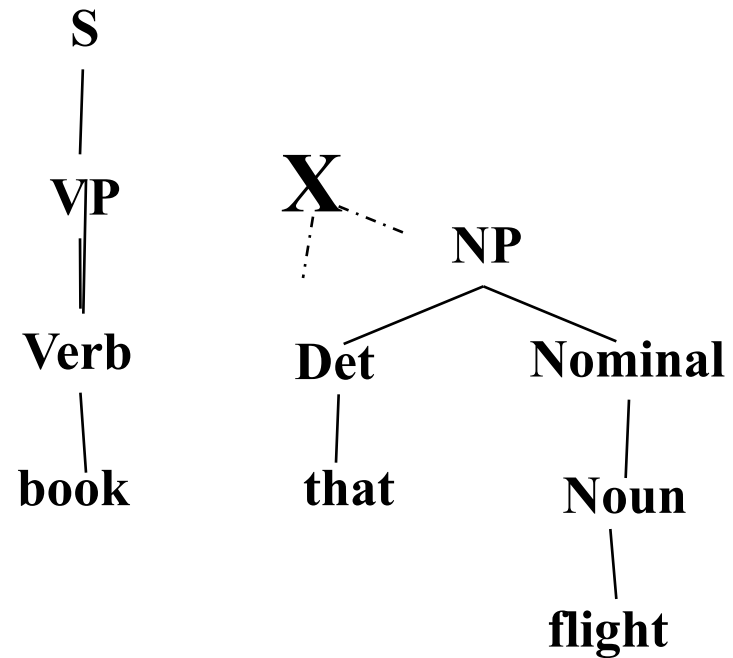 S
VP
X
NP
Verb
Det
Nominal
book
that
Noun
flight